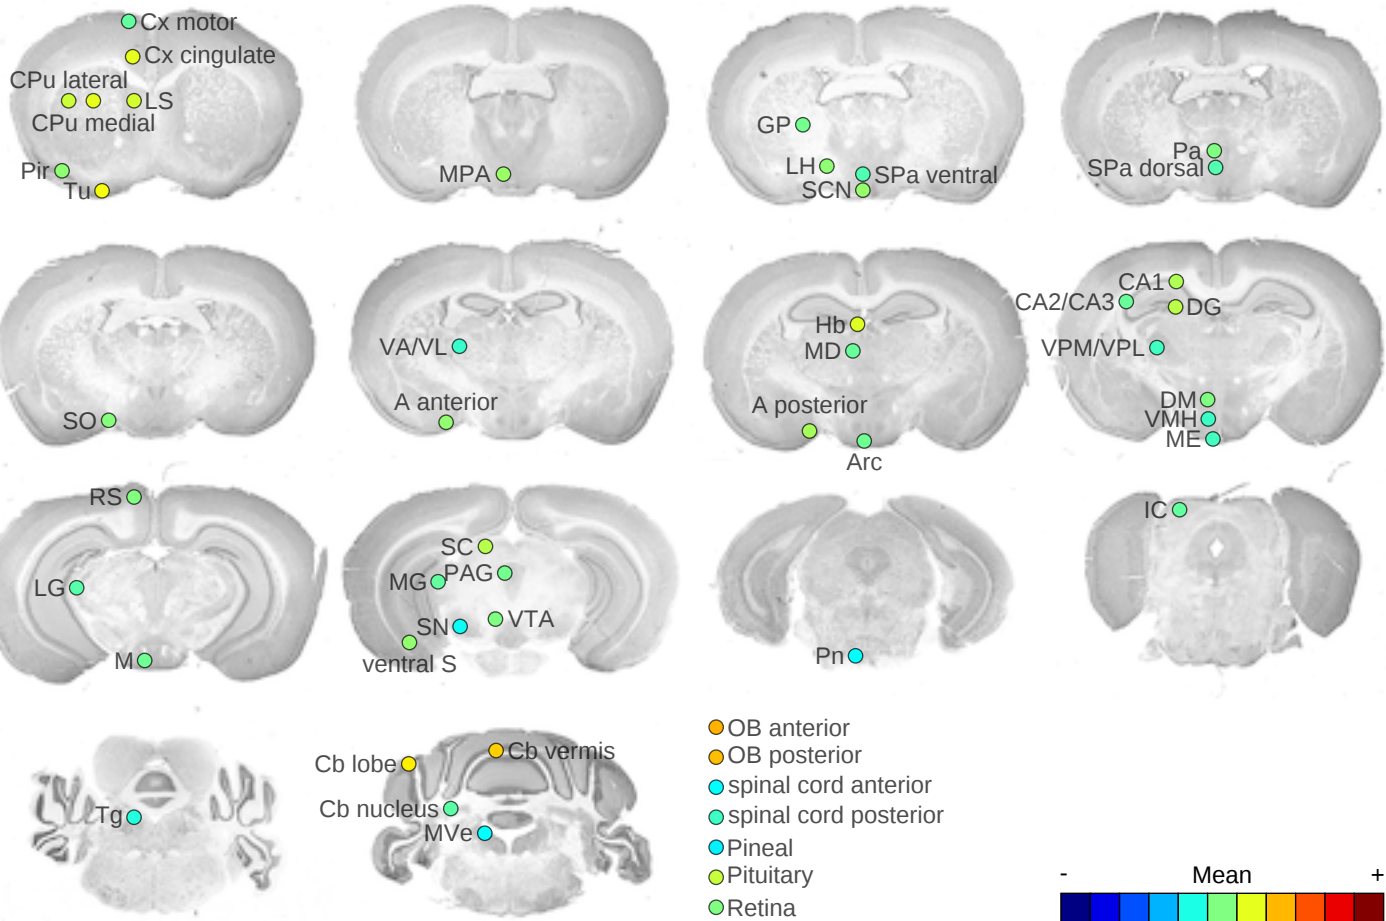 Cx motor
Cx cingulate
CPu lateral
LS
CPu medial
Pir
Tu
MPA
GP
LH
SPa ventral
SCN
Pa
SPa dorsal
SO
VA/VL
A anterior
Hb
MD
A posterior
Arc
CA1
CA2/CA3
DG
VPM/VPL
DM
VMH
ME
RS
LG
M
SC
MG
PAG
SN
VTA
ventral S
Pn
IC
Tg
Cb lobe
Cb vermis
Cb nucleus
MVe
OB anterior
OB posterior
spinal cord anterior
spinal cord posterior
Pineal
Pituitary
Retina
- Mean +